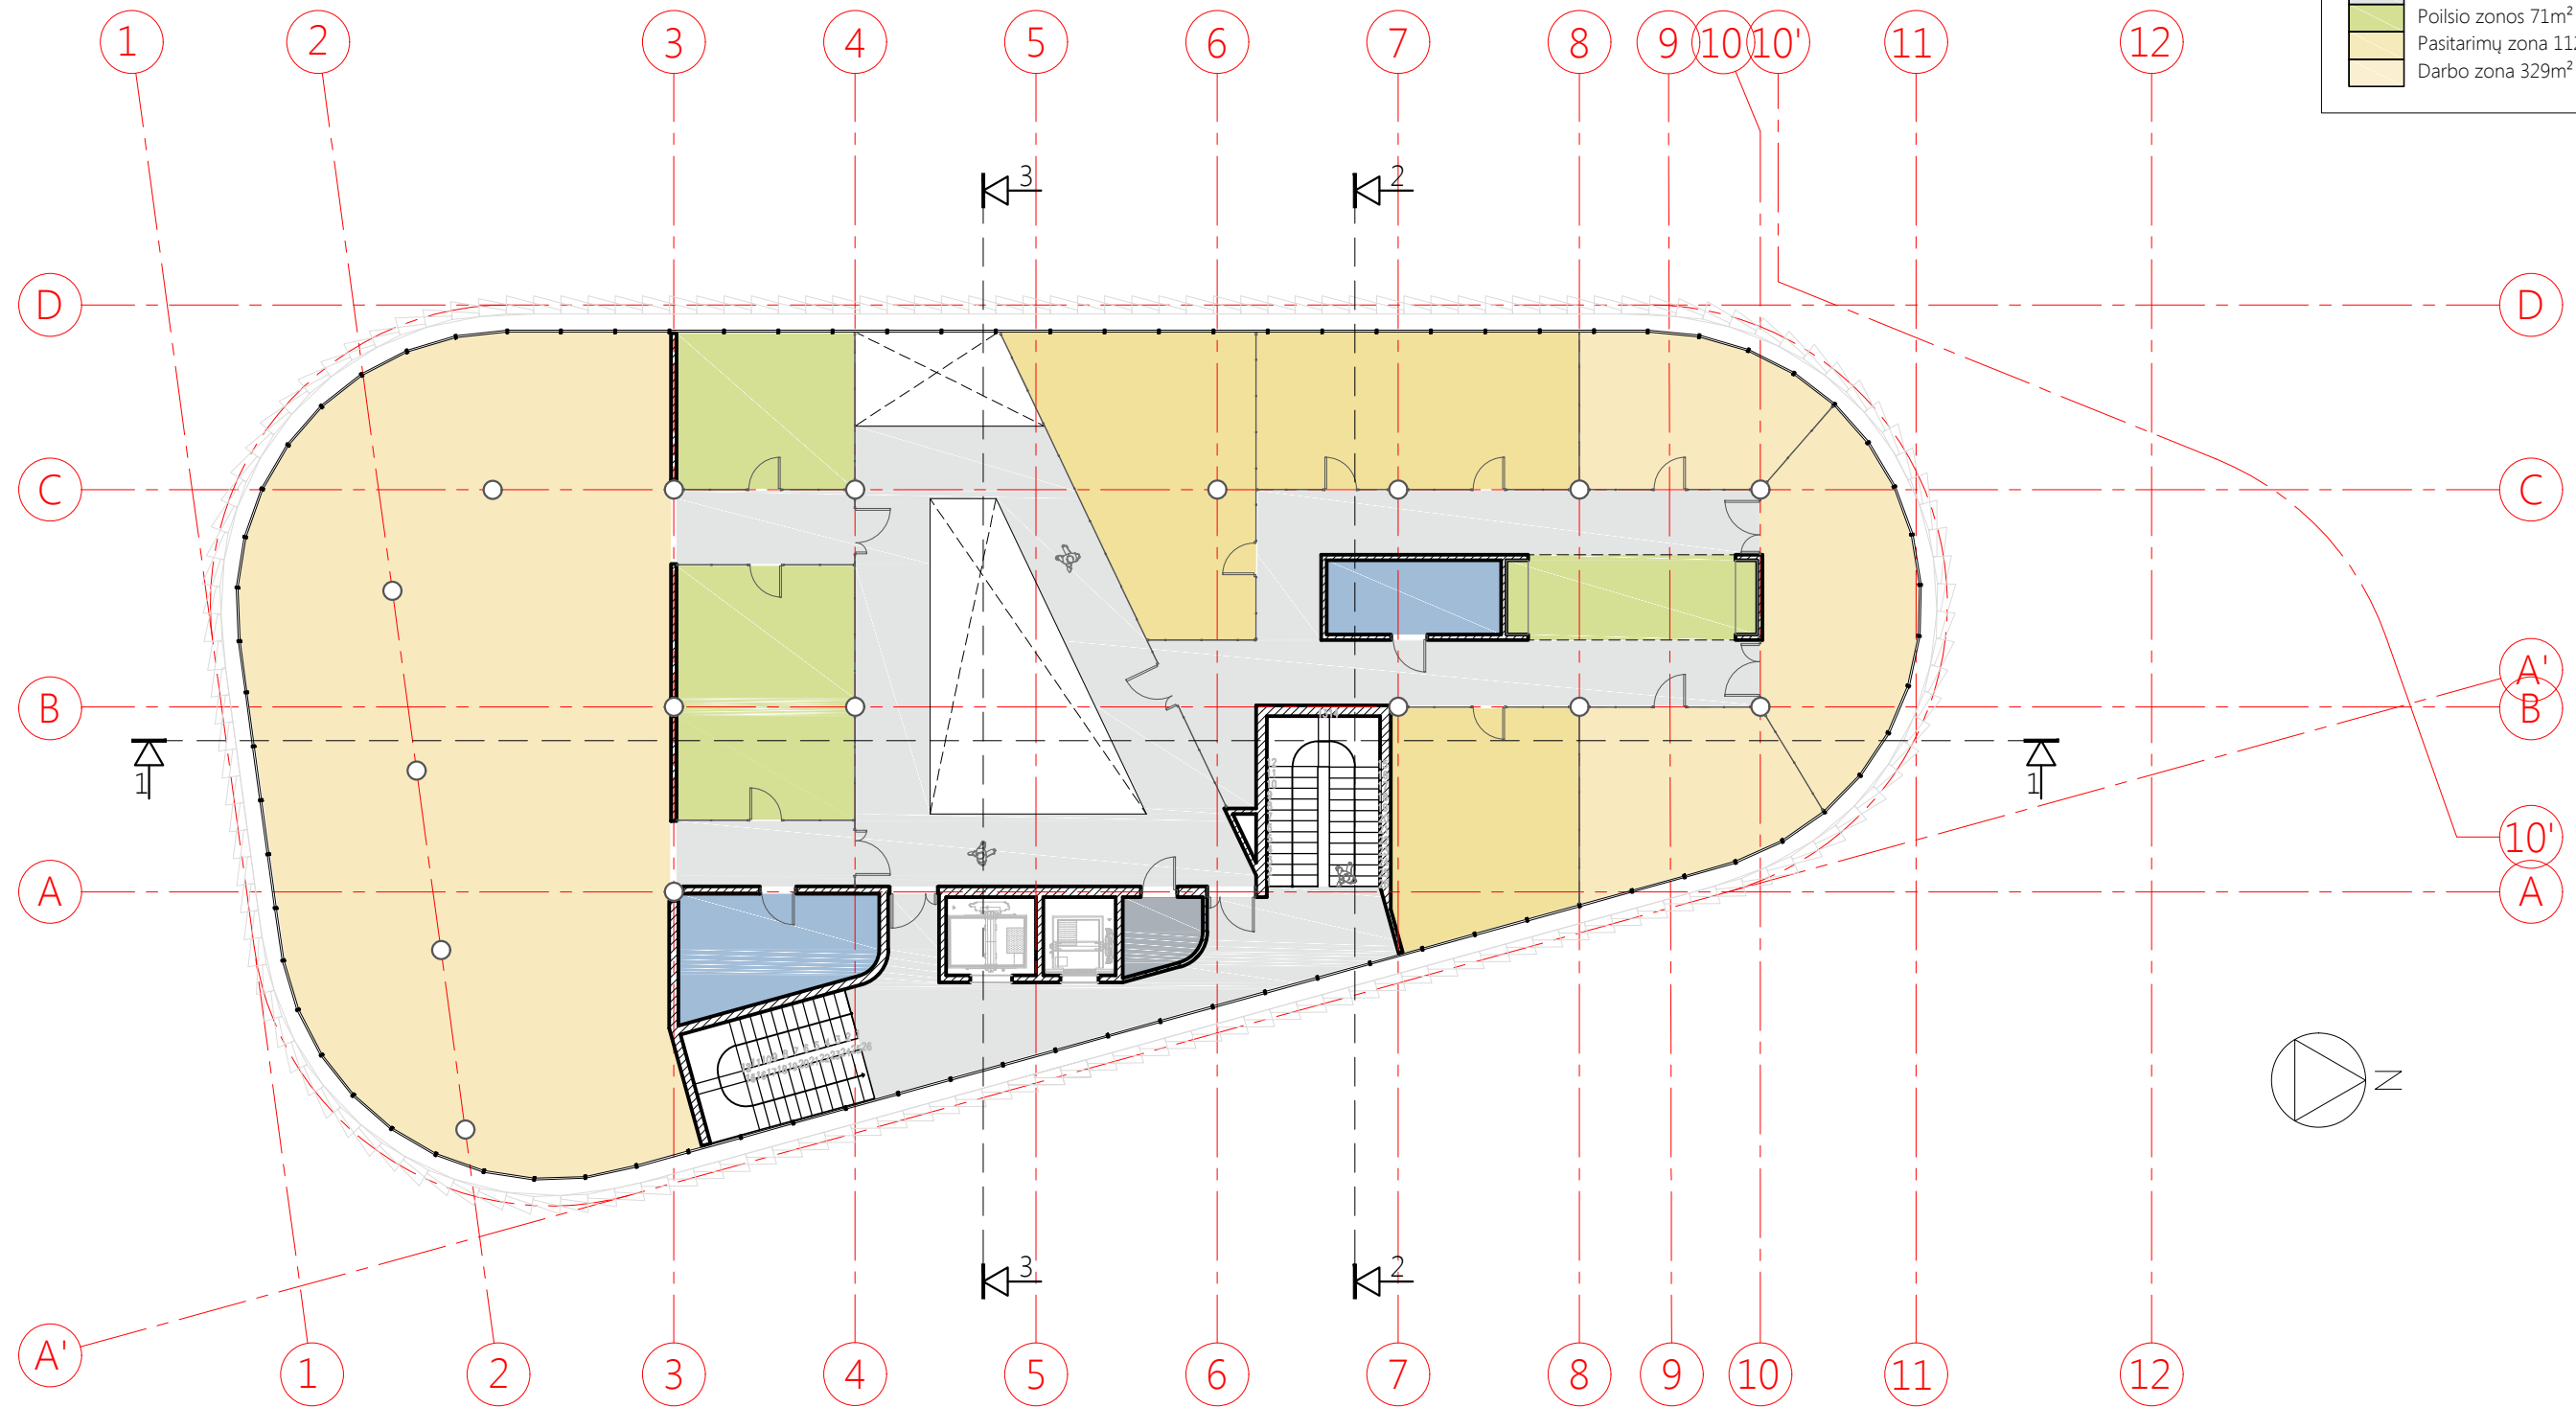 Poilsio zonos 71m²
Pasitarimų zona
Darbo zona 329m²
1 2 3 4 5 6 7 8 9 10 10' 11 12
3 2
D D
C C
A'
B B
1 1
10'
A A
N
3 2
A'
1 2 3 4 5 6 7 8 9 10 11 12